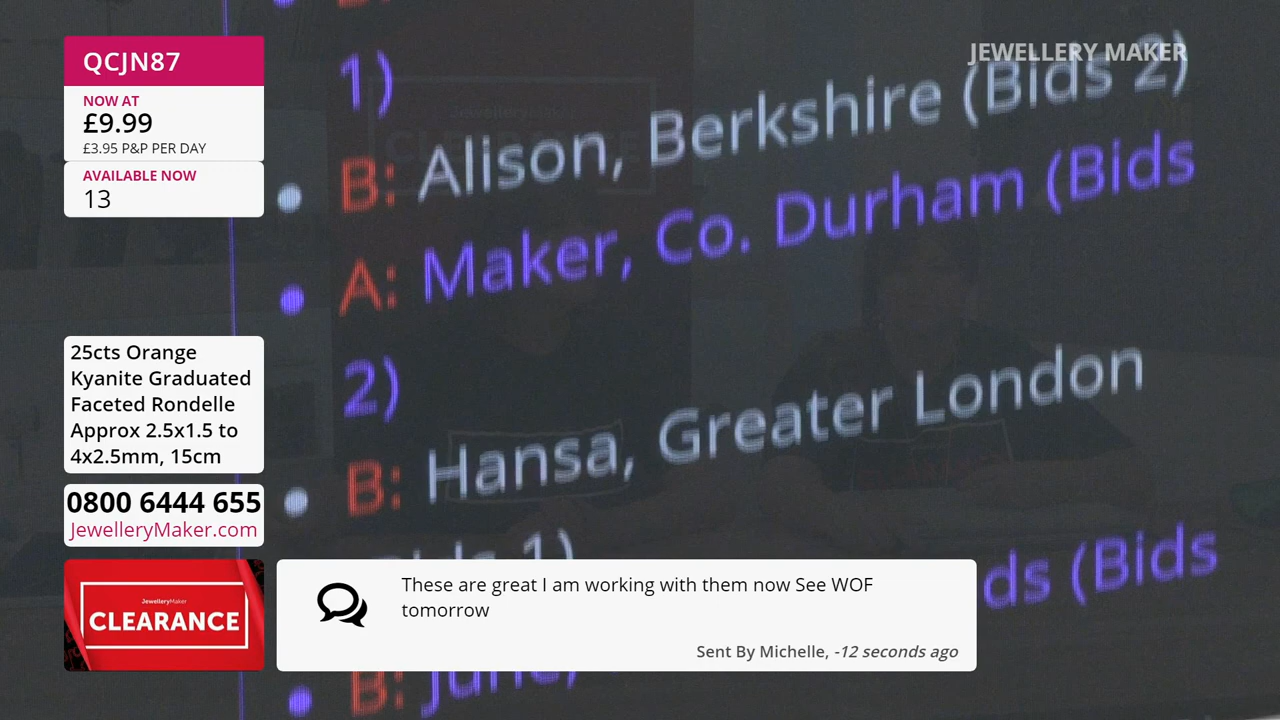 QCJN87
NOW AT
£9.99
£3.95 P&P PER DAY
AVAILABLE NOW
13
25cts Orange
Kyanite Graduated
Faceted Rondelle
Approx 2.5x1.5 to
4x2.5mm, 15cm
0800 6444 655
JewelleryMaker.com
JewelleryMaker
CLEARANCE
JEWELLERY MAKER
1)
B: Alison, Berkshire (Bids 2)
A: Maker, Co. Durham (Bids
2)
B: Hansa, Greater London
(Bids 1)
ds (Bids
B: June,
These are great I am working with them now See WOF
tomorrow
Sent By Michelle, -12 seconds ago